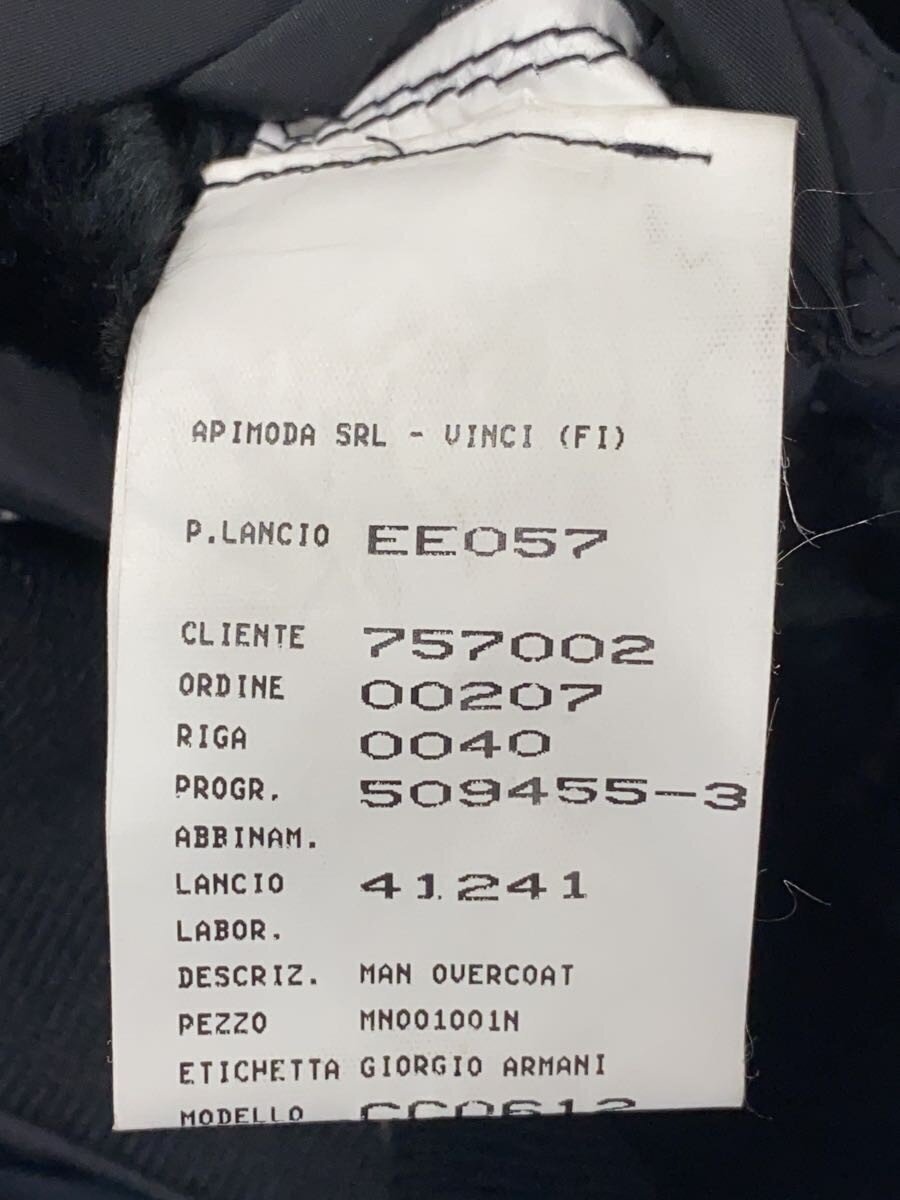 APIMODA SRL - VINCI (FI)
P.LANCIO EE057
CLIENTE 757002
ORDINE 00207
RIGA 0040
PROGR. 509455-3
ABBINAM.
LANCIO 41241
LABOR.
DESCRIZ. MAN OVERCOAT
PEZZO MN001001N
ETICHETTA GIORGIO ARMANI
MODELLO